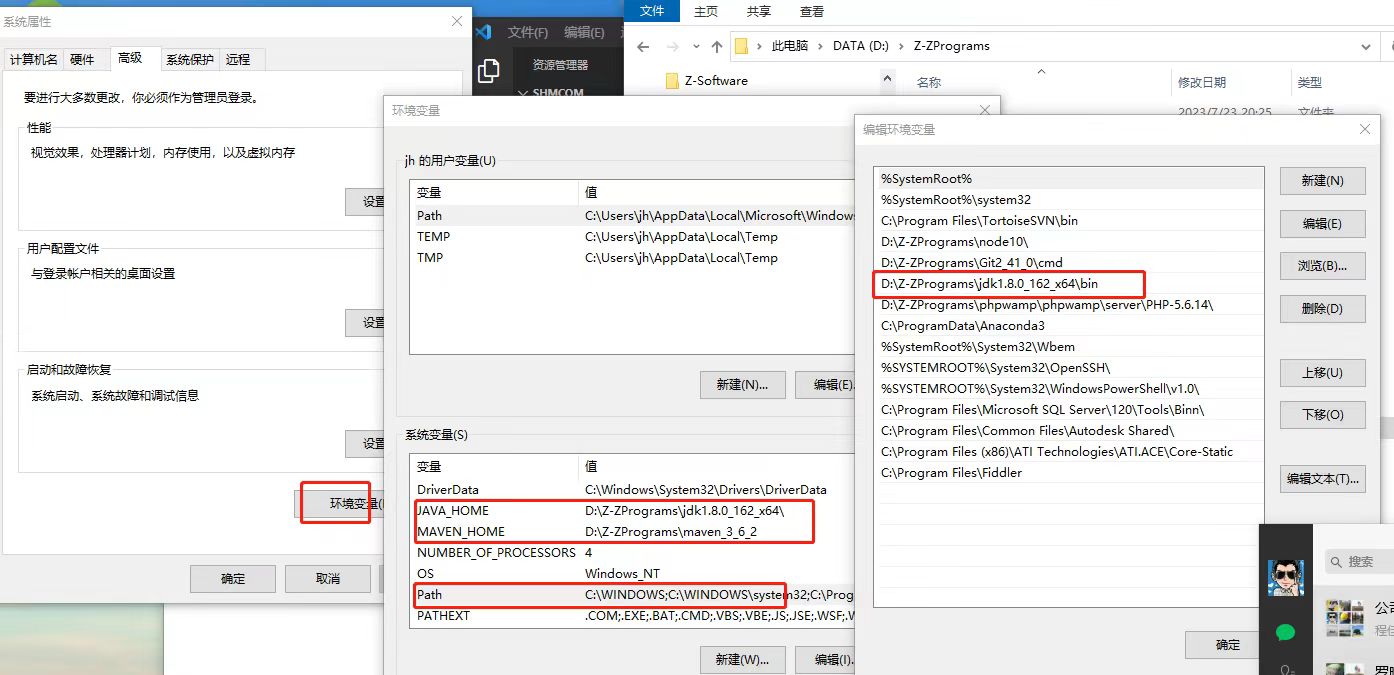 系统属性
计算机名 硬件 高级 系统保护 远程
要进行大多数更改，你必须作为管理员登录。
性能
视觉效果，处理器计划，内存使用，以及虚拟内存
设置
用户配置文件
与登录帐户相关的桌面设置
设置
启动和故障恢复
系统启动、系统故障和调试信息
设置
环境变量(
确定 取消
文件(F) 编辑(E)
资源管理器
SHMCOM
文件 主页 共享 查看
此电脑 › DATA (D:) › Z-ZPrograms
Z-Software
名称 修改日期 类型
2023/7/23 20:25 文件夹
环境变量
jh 的用户变量(U)
变量 值
Path C:\Users\jh\AppData\Local\Microsoft\Windows
TEMP C:\Users\jh\AppData\Local\Temp
TMP C:\Users\jh\AppData\Local\Temp
新建(N)... 编辑(E).
系统变量(S)
变量 值
DriverData C:\Windows\System32\Drivers\DriverData
JAVA_HOME D:\Z-ZPrograms\jdk1.8.0_162_x64\
MAVEN_HOME D:\Z-ZPrograms\maven_3_6_2
NUMBER_OF_PROCESSORS 4
OS Windows_NT
Path C:\WINDOWS;C:\WINDOWS\system32;C:\Prog
PATHEXT .COM;.EXE;.BAT;.CMD;.VBS;.VBE;.JS;.JSE;.WSF;.W
新建(W)... 编辑(I).
编辑环境变量
%SystemRoot%
%SystemRoot%\system32
C:\Program Files\TortoiseSVN\bin
D:\Z-ZPrograms\node10\
D:\Z-ZPrograms\Git2_41_0\cmd
D:\Z-ZPrograms\jdk1.8.0_162_x64\bin
D:\Z-ZPrograms\phpwamp\phpwamp\server\PHP-5.6.14\
C:\ProgramData\Anaconda3
%SystemRoot%\System32\Wbem
%SYSTEMROOT%\System32\OpenSSH\
%SYSTEMROOT%\System32\WindowsPowerShell\v1.0\
C:\Program Files\Microsoft SQL Server\120\Tools\Binn\
C:\Program Files\Common Files\Autodesk Shared\
C:\Program Files (x86)\ATI Technologies\ATI.ACE\Core-Static
C:\Program Files\Fiddler
新建(N)
编辑(E)
浏览(B)...
删除(D)
上移(U)
下移(O)
编辑文本(T)...
确定
搜索
公司